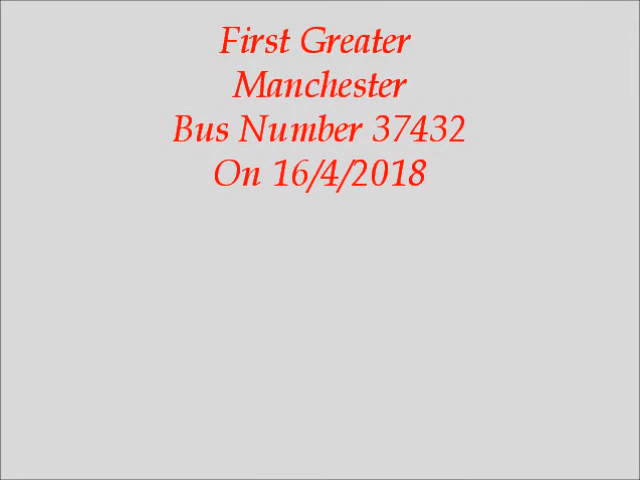 First Greater
Manchester
Bus Number 37432
On 16/4/2018